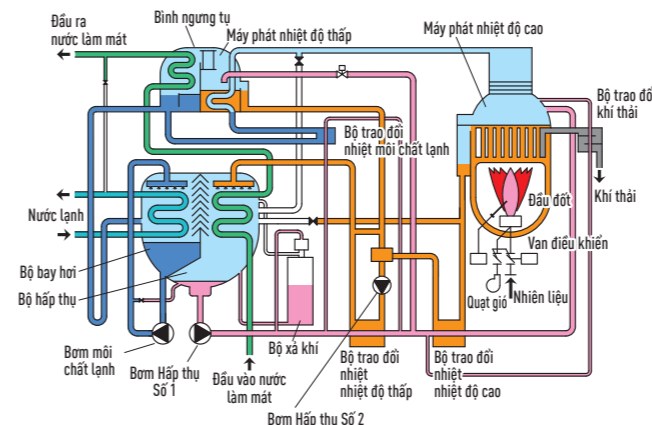 Đầu ra
nước làm mát
Bình ngưng tụ
Máy phát nhiệt độ thấp
Máy phát nhiệt độ cao
Bộ trao đổi
khí thải
Bộ trao đổi
nhiệt môi chất lạnh
Khí thải
Đầu đốt
Nước lạnh
Van điều khiển
Bộ bay hơi
Bộ hấp thụ
Quạt gió
Nhiên liệu
Bơm môi
chất lạnh
Bơm Hấp thụ
Số 1
Bộ xả khí
Đầu vào nước
làm mát
Bộ trao đổi
nhiệt
nhiệt độ thấp
Bộ trao đổi
nhiệt
nhiệt độ cao
Bơm Hấp thụ Số 2